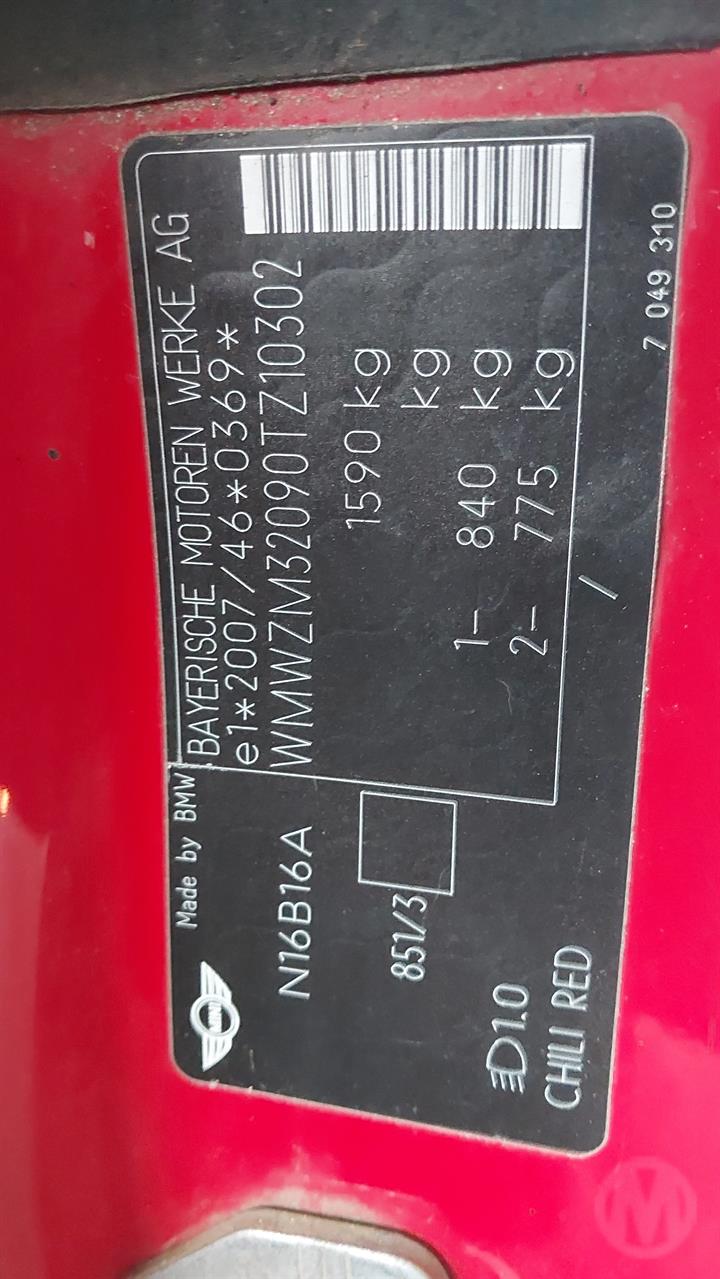 BAYERISCHE MOTOREN WERKE AG
e1*2007/46*0369*
WMWZM32090TZ10302
1590 kg
kg
1- 840 kg
2- 775 kg
/
7 049 310
MINI
Made by BMW
N16B16A
851/3
D1.0
CHILI RED
M